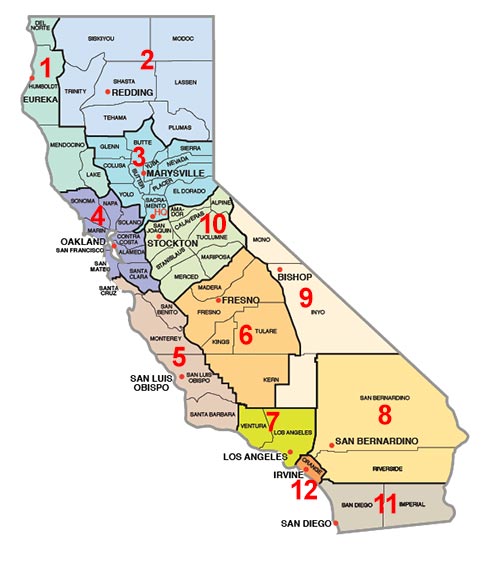 DEL
NORTE
SISKIYOU
MODOC
2
1
HUMBOLDT
EUREKA
TRINITY
SHASTA
REDDING
LASSEN
TEHAMA
PLUMAS
MENDOCINO
GLENN
BUTTE
SIERRA
3
YUBA
NEVADA
COLUSA
SUTTER
MARYSVILLE
PLACER
LAKE
YOLO
EL DORADO
SONOMA
NAPA
SACRA-
MENTO
HQ
AMA-
DOR
ALPINE
4
SOLANO
MARIN
CALAVERAS
10
SAN
JOAQUIN
STOCKTON
TUOLUMNE
MONO
CONTRA
COSTA
OAKLAND
SAN FRANCISCO
ALAMEDA
STANISLAUS
MARIPOSA
SAN
MATEO
SANTA
CLARA
MERCED
BISHOP
SANTA
CRUZ
MADERA
FRESNO
9
SAN
BENITO
FRESNO
INYO
MONTEREY
6
TULARE
KINGS
5
SAN LUIS
OBISPO
SAN LUIS
OBISPO
KERN
SAN BERNARDINO
8
SANTA BARBARA
7
VENTURA
LOS ANGELES
SAN BERNARDINO
LOS ANGELES
ORANGE
RIVERSIDE
IRVINE
12
SAN DIEGO
11
IMPERIAL
SAN DIEGO